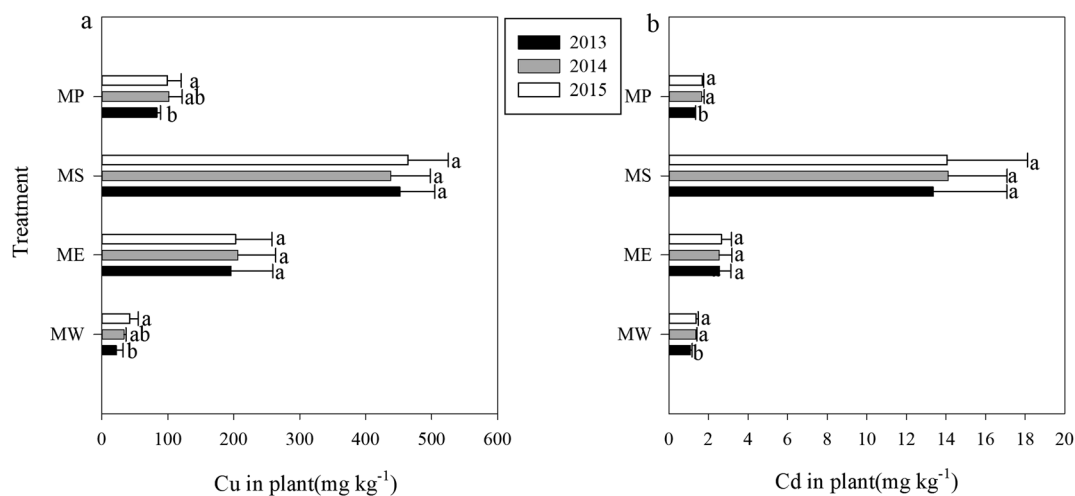 a
2013
2014
2015
b
Treatment
MP
a
ab
b
MS
a
a
a
ME
a
a
a
MW
a
ab
b
0 100 200 300 400 500 600
Cu in plant(mg kg-1)
MP
a
a
b
MS
a
a
a
ME
a
a
a
MW
a
a
b
0 2 4 6 8 10 12 14 16 18 20
Cd in plant(mg kg-1)